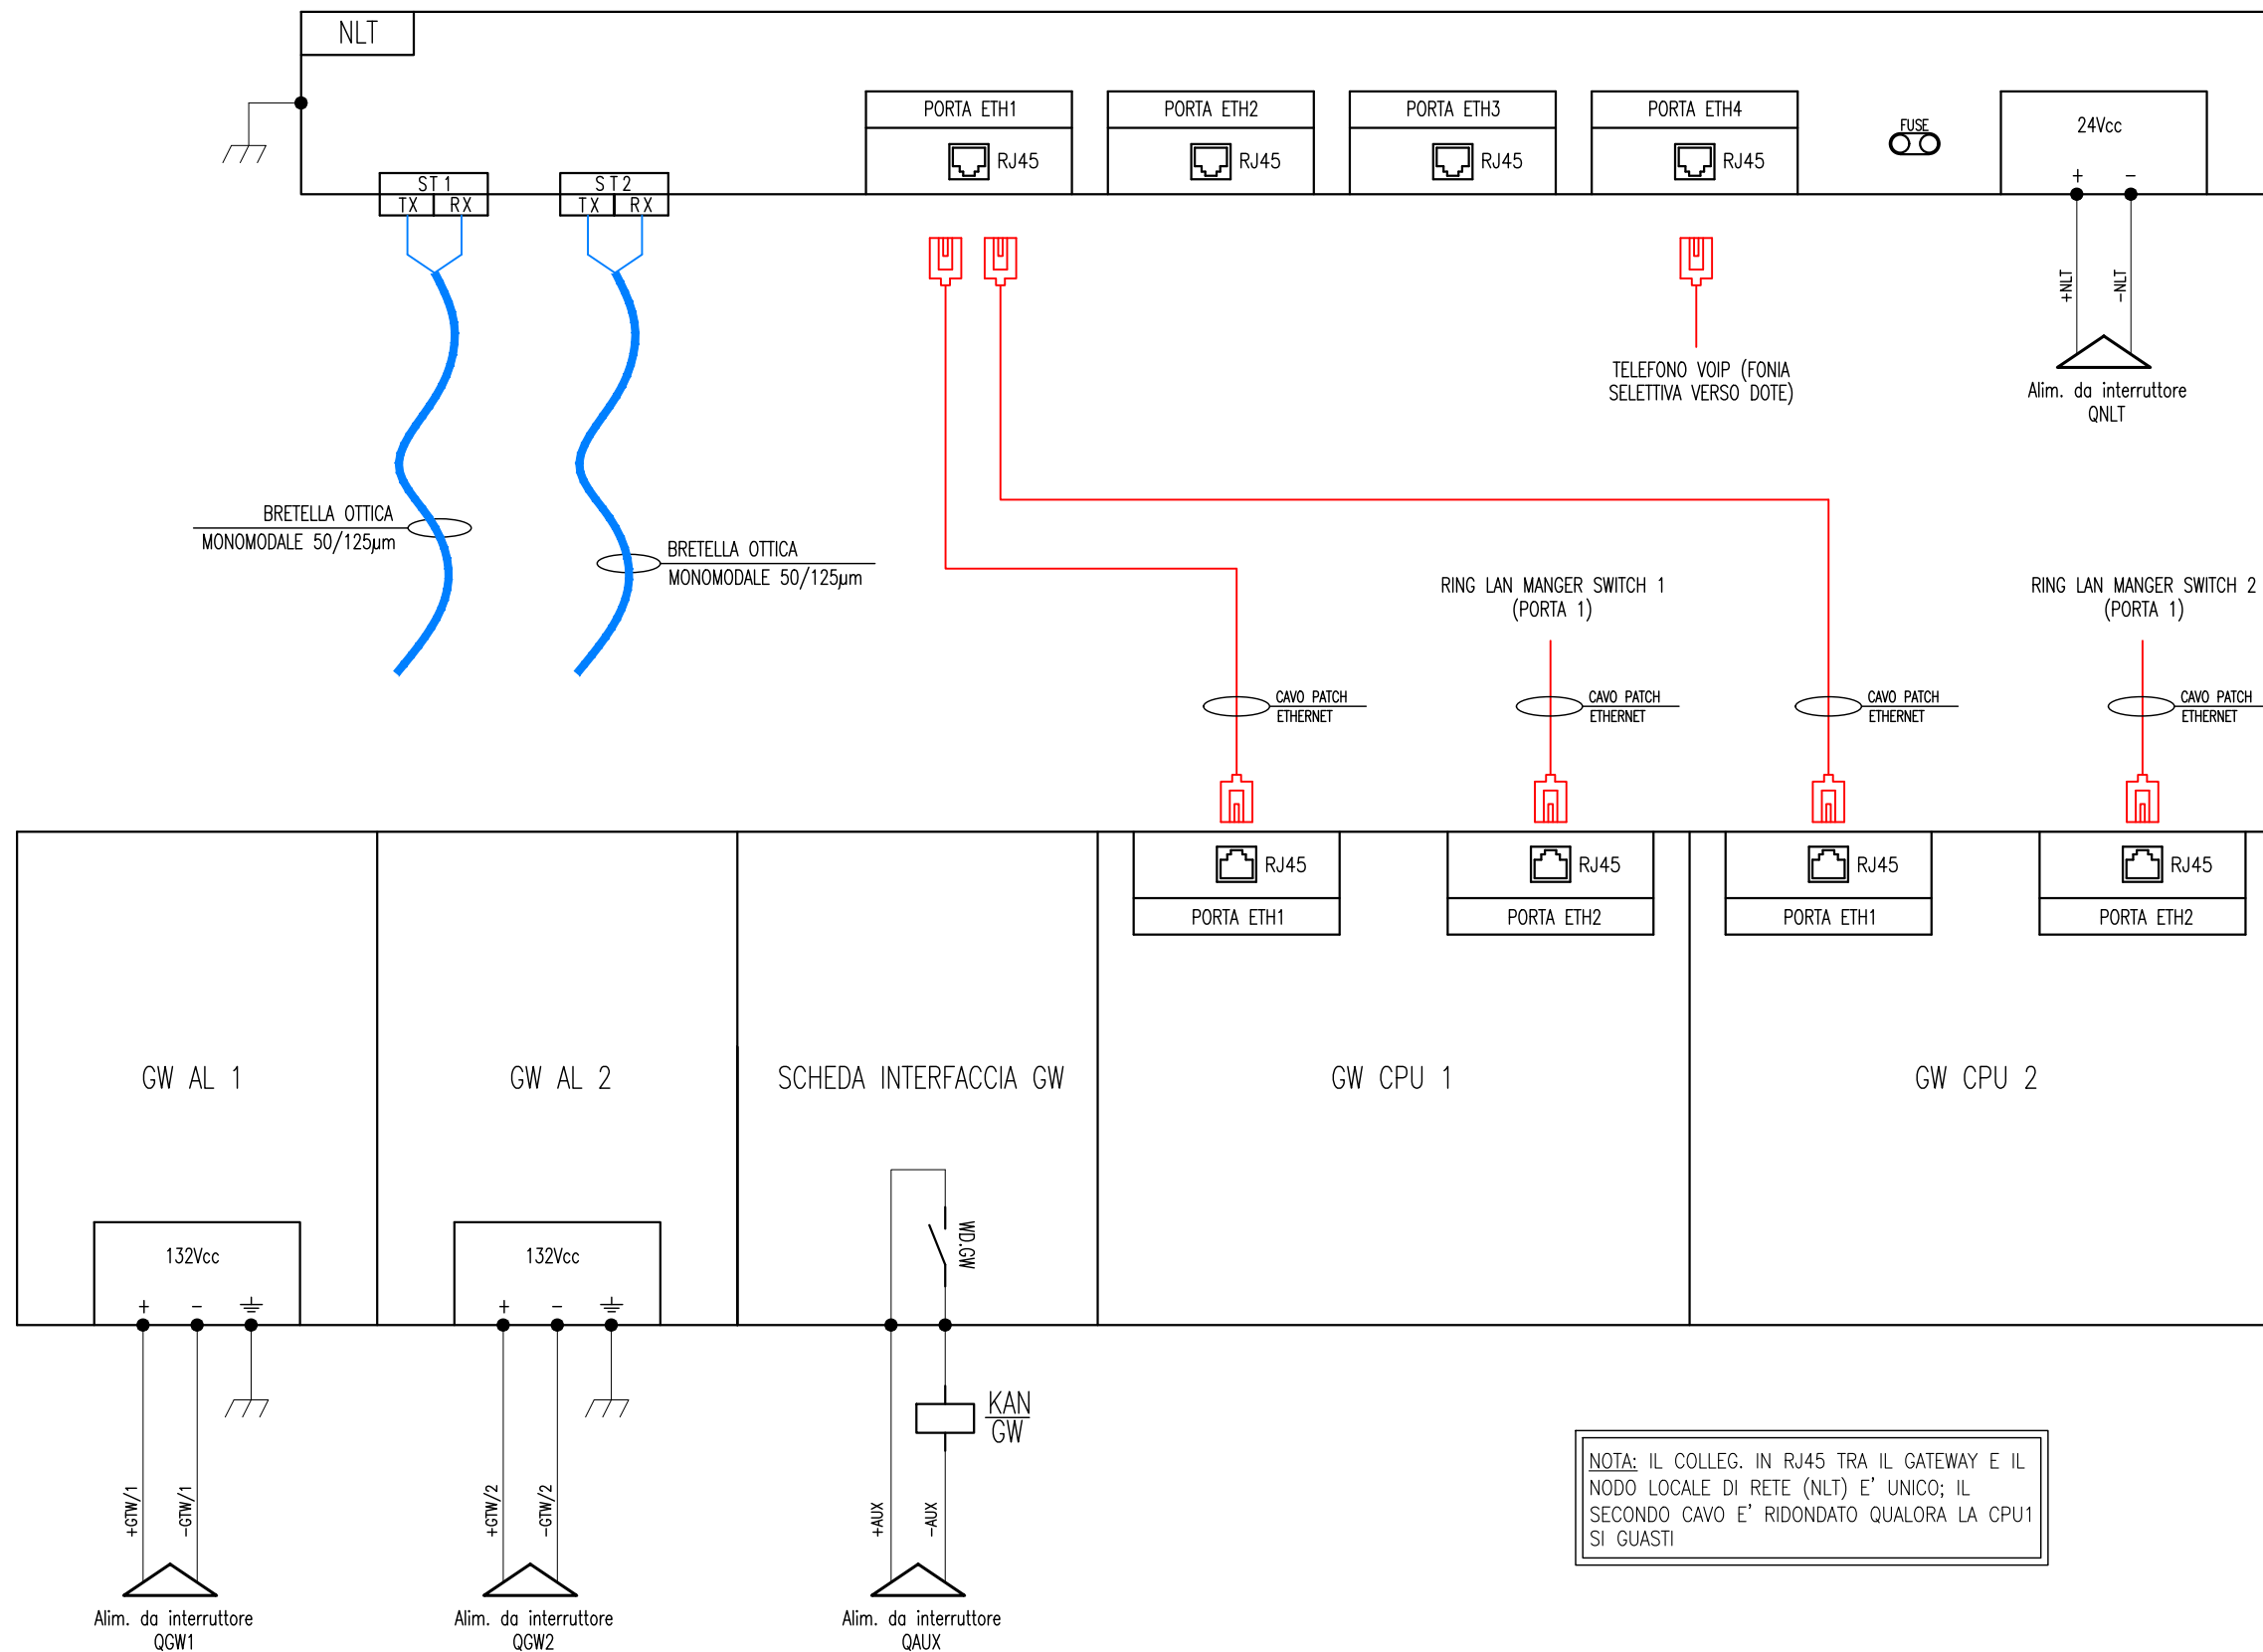 NLT
PORTA ETH1
PORTA ETH2
PORTA ETH3
PORTA ETH4
RJ45
RJ45
RJ45
RJ45
FUSE
24Vcc
+ −
ST1
TX RX
ST2
TX RX
+NLT
−NLT
TELEFONO VOIP (FONIA
SELETTIVA VERSO DOTE)
Alim. da interruttore
QNLT
BRETELLA OTTICA
MONOMODALE 50/125µm
BRETELLA OTTICA
MONOMODALE 50/125µm
RING LAN MANGER SWITCH 1
(PORTA 1)
RING LAN MANGER SWITCH 2
(PORTA 1)
CAVO PATCH
ETHERNET
CAVO PATCH
ETHERNET
CAVO PATCH
ETHERNET
CAVO PATCH
ETHERNET
RJ45
RJ45
RJ45
RJ45
PORTA ETH1
PORTA ETH2
PORTA ETH1
PORTA ETH2
GW AL 1
GW AL 2
SCHEDA INTERFACCIA GW
GW CPU 1
GW CPU 2
WD.GW
132Vcc
+ −
132Vcc
+ −
KAN
GW
+GTW/1
−GTW/1
+GTW/2
−GTW/2
+AUX
−AUX
Alim. da interruttore
QGW1
Alim. da interruttore
QGW2
Alim. da interruttore
QAUX
NOTA: IL COLLEG. IN RJ45 TRA IL GATEWAY E IL
NODO LOCALE DI RETE (NLT) E' UNICO; IL
SECONDO CAVO E' RIDONDATO QUALORA LA CPU1
SI GUASTI